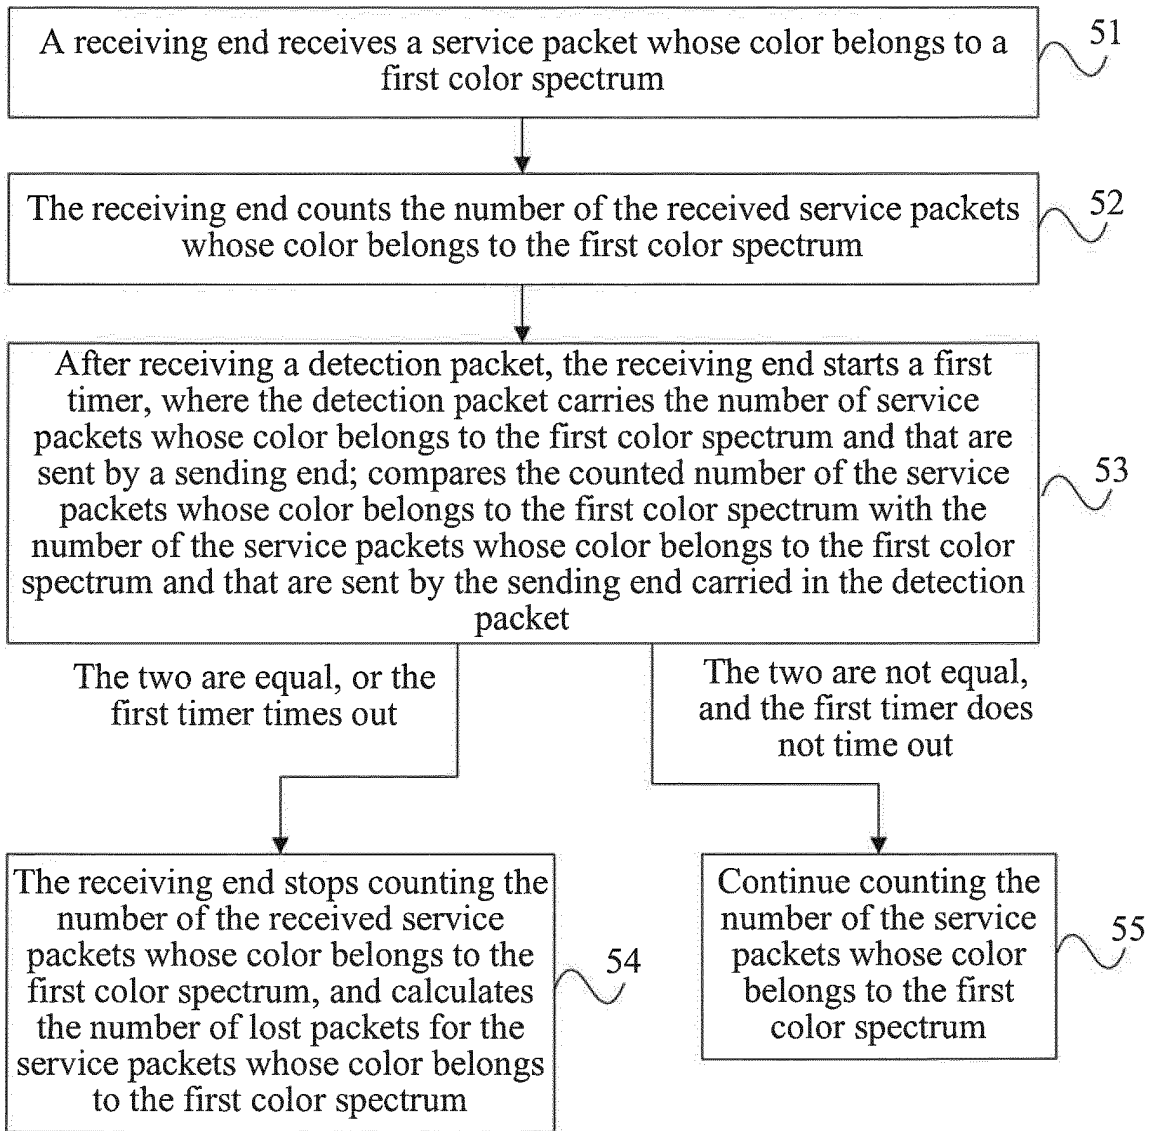 A receiving end receives a service packet whose color belongs to a
first color spectrum
51
The receiving end counts the number of the received service packets
whose color belongs to the first color spectrum
52
After receiving a detection packet, the receiving end starts a first
timer, where the detection packet carries the number of service
packets whose color belongs to the first color spectrum and that are
sent by a sending end; compares the counted number of the service
packets whose color belongs to the first color spectrum with the
number of the service packets whose color belongs to the first color
spectrum and that are sent by the sending end carried in the detection
packet
53
The two are equal, or the
first timer times out
The two are not equal,
and the first timer does
not time out
The receiving end stops counting the
number of the received service
packets whose color belongs to the
first color spectrum, and calculates
the number of lost packets for the
service packets whose color belongs
to the first color spectrum
54
Continue counting the
number of the service
packets whose color
belongs to the first
color spectrum
55